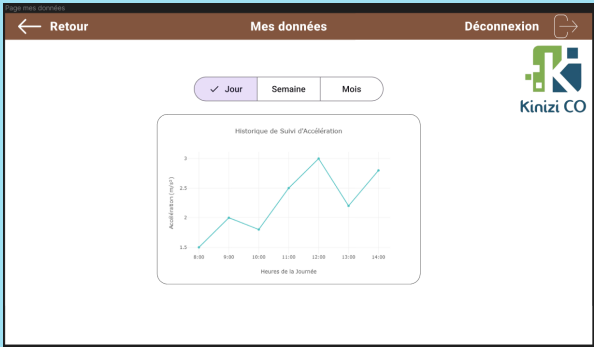 Page mes données
Retour
Mes données
Déconnexion
Kinizi CO
Jour
Semaine
Mois
Historique de Suivi d'Accélération
Accélération (m/s²)
3
2.5
2
1.5
8:00 9:00 10:00 11:00 12:00 13:00 14:00
Heures de la Journée